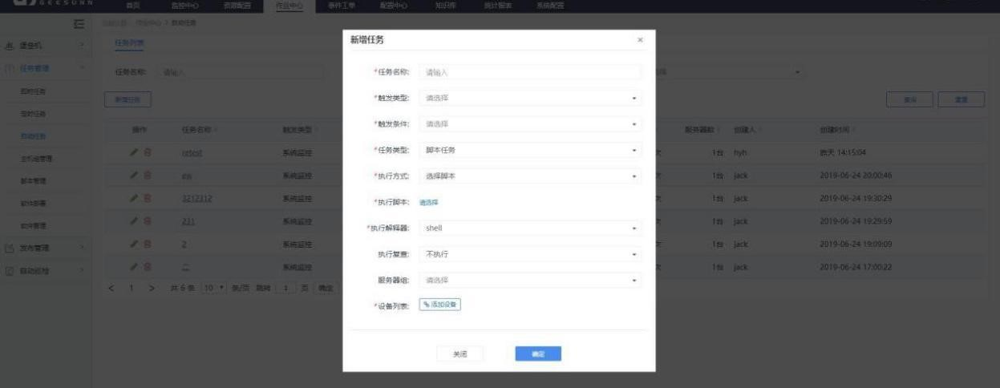 GEESUNN
首页 监控中心 资源配置 作业中心 事件工单 配置中心 知识库 统计报表 系统配置
作业中心 > 自动任务
堡垒机
任务管理
即时任务
定时任务
自动任务
主机组管理
脚本管理
软件部署
软件管理
发布管理
自动巡检
任务列表
任务名称: 请输入
新增任务
查询 重置
操作 任务名称 触发类型 服务器数 创建人 创建时间
retest 系统监控 1台 hyh 昨天 14:15:04
系统监控 1台 jack 2019-06-24 20:00:46
3212312 系统监控 1台 jack 2019-06-24 19:30:29
231 系统监控 1台 jack 2019-06-24 19:29:59
2 系统监控 1台 jack 2019-06-24 19:09:09
二 系统监控 1台 jack 2019-06-24 17:00:22
< 1 > 共 6 条 10 条/页 跳转 1 页 确定
新增任务 ×
*任务名称: 请输入
*触发类型: 请选择
*触发条件: 请选择
*任务类型: 脚本任务
*执行方式: 选择脚本
*执行脚本: 请选择
*执行解释器: shell
执行复查: 不执行
服务器组: 请选择
*设备列表: 添加设备
关闭 确定